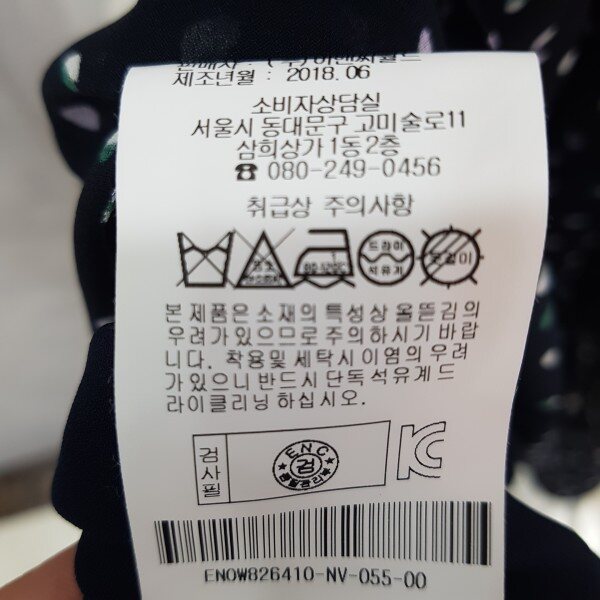 제조년월 : 2018.06
소비자상담실
서울시 동대문구 고미술로11
삼희상가 1동 2층
☎ 080-249-0456
취급상 주의사항
드라이
석유계
본 제품은 소재의 특성상 올뜯김의
우려가 있으므로 주의하시기 바랍
니다. 착용및 세탁시 이염의 우려
가 있으니 반드시 단독 석유계 드
라이클리닝 하십시오.
검사필
ENC
검
KC
ENOW826410-NV-055-00